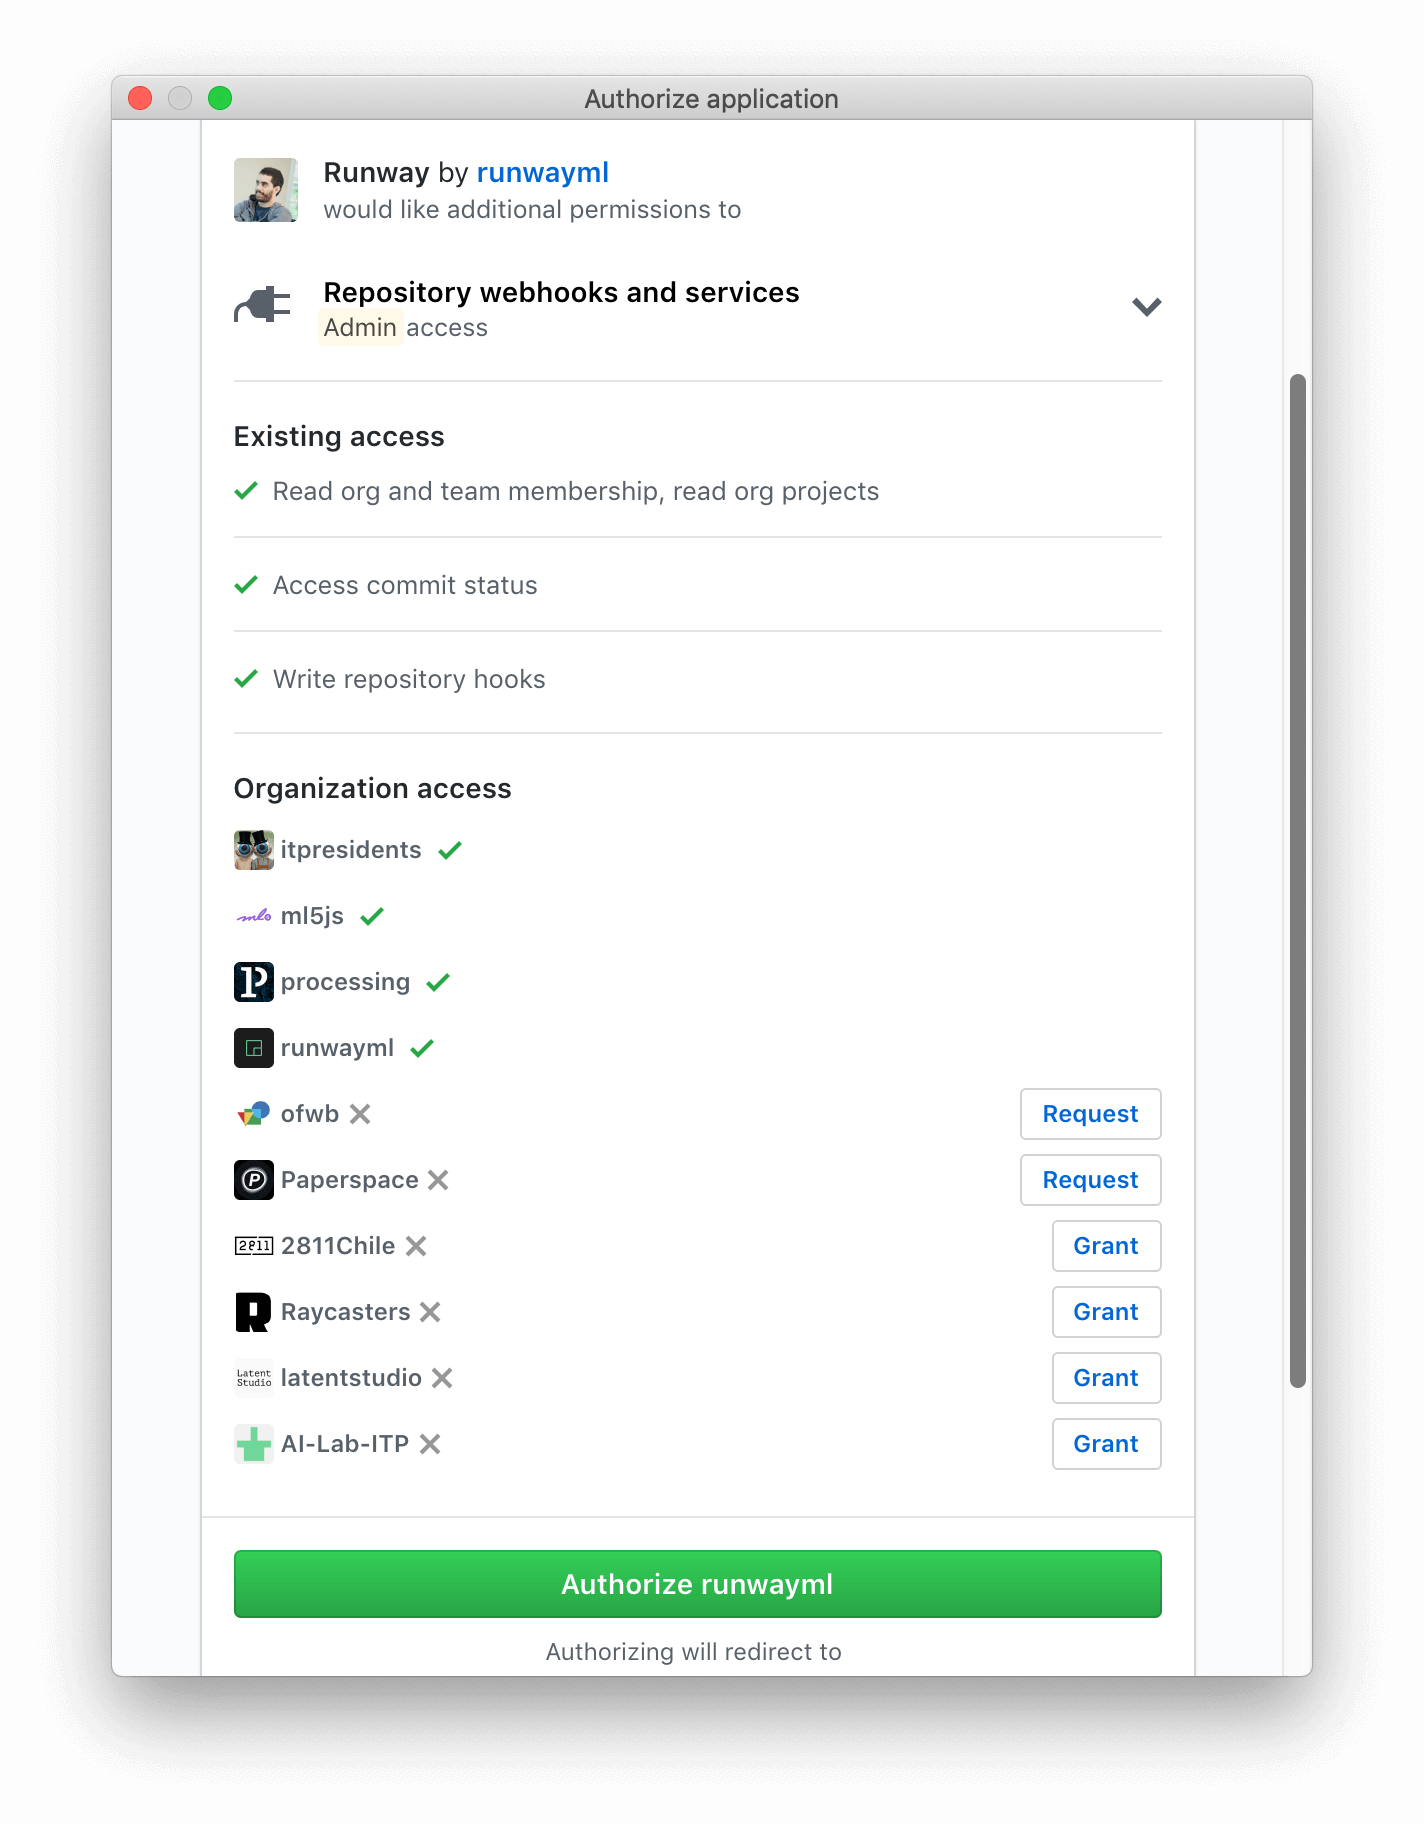 Authorize application
Runway by runwayml
would like additional permissions to
Repository webhooks and services
Admin access
Existing access
Read org and team membership, read org projects
Access commit status
Write repository hooks
Organization access
itpresidents
ml5js
processing
runwayml
ofwb Request
P Paperspace Request
2811 2811Chile Grant
R Raycasters Grant
Latent
Studio
latentstudio Grant
AI-Lab-ITP Grant
Authorize runwayml
Authorizing will redirect to